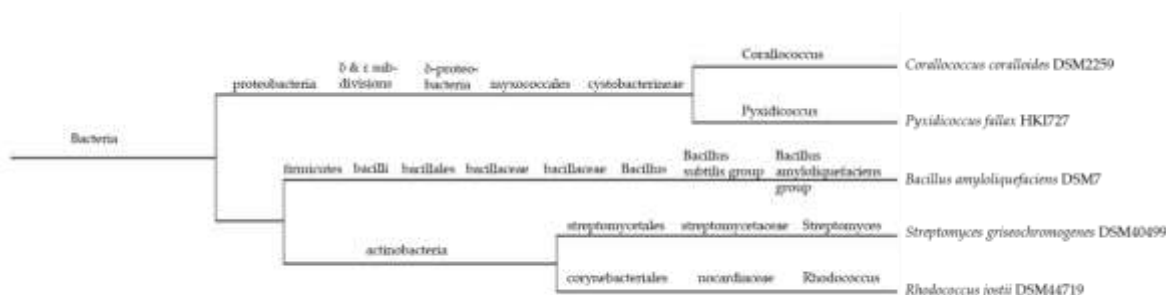 Corallococcus
Corallococcus coralloides DSM2259
δ & ε sub-
divisions
δ-proteo-
bacteria
proteobacteria myxococcales cystobacterineae
Pyxidicoccus
Pyxidicoccus fallax HKI727
Bacteria
Bacillus
subtilis group
Bacillus
amyloliquefaciens
group
firmicutes bacilli bacillales bacillaceae bacillaceae Bacillus
Bacillus amyloliquefaciens DSM7
streptomycetales streptomycetaceae Streptomyces
Streptomyces griseochromogenes DSM40499
actinobacteria
corynebacteriales nocardiaceae Rhodococcus
Rhodococcus jostii DSM44719